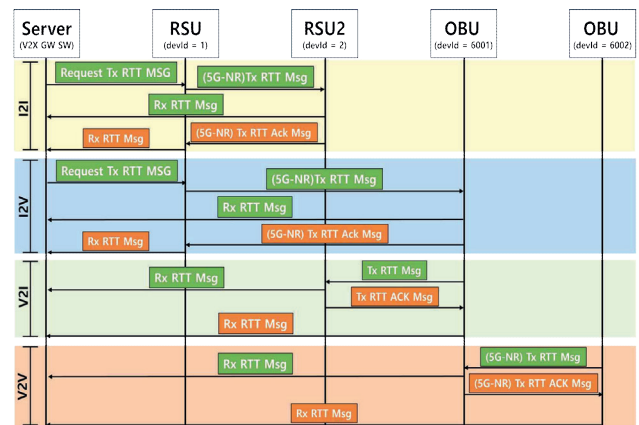 Server RSU RSU2 OBU OBU
(V2X GW SW) (devId = 1) (devId = 2) (devId = 6001) (devId = 6002)
I2I
Request Tx RTT MSG
(5G-NR)Tx RTT Msg
Rx RTT Msg
Rx RTT Msg
(5G-NR) Tx RTT Ack Msg
I2V
Request Tx RTT MSG
(5G-NR)Tx RTT Msg
Rx RTT Msg
(5G-NR) Tx RTT Ack Msg
Rx RTT Msg
V2I
Tx RTT Msg
Rx RTT Msg
Tx RTT ACK Msg
Rx RTT Msg
V2V
(5G-NR) Tx RTT Msg
Rx RTT Msg
(5G-NR) Tx RTT ACK Msg
Rx RTT Msg